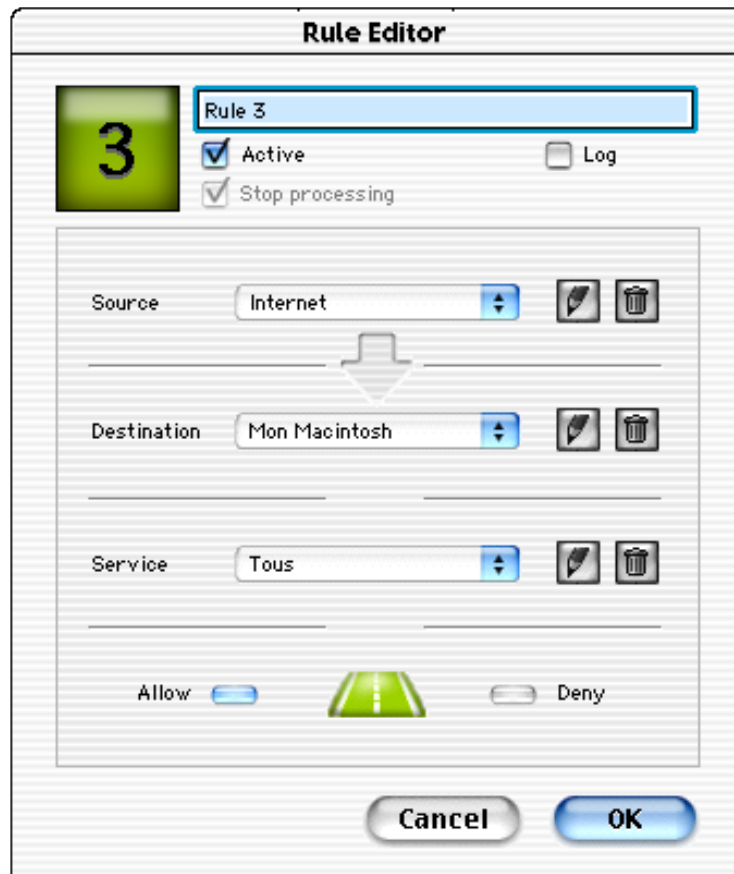 Rule Editor
3
Rule 3
Active
Log
Stop processing
Source
Internet
Destination
Mon Macintosh
Service
Tous
Allow
Deny
Cancel
OK